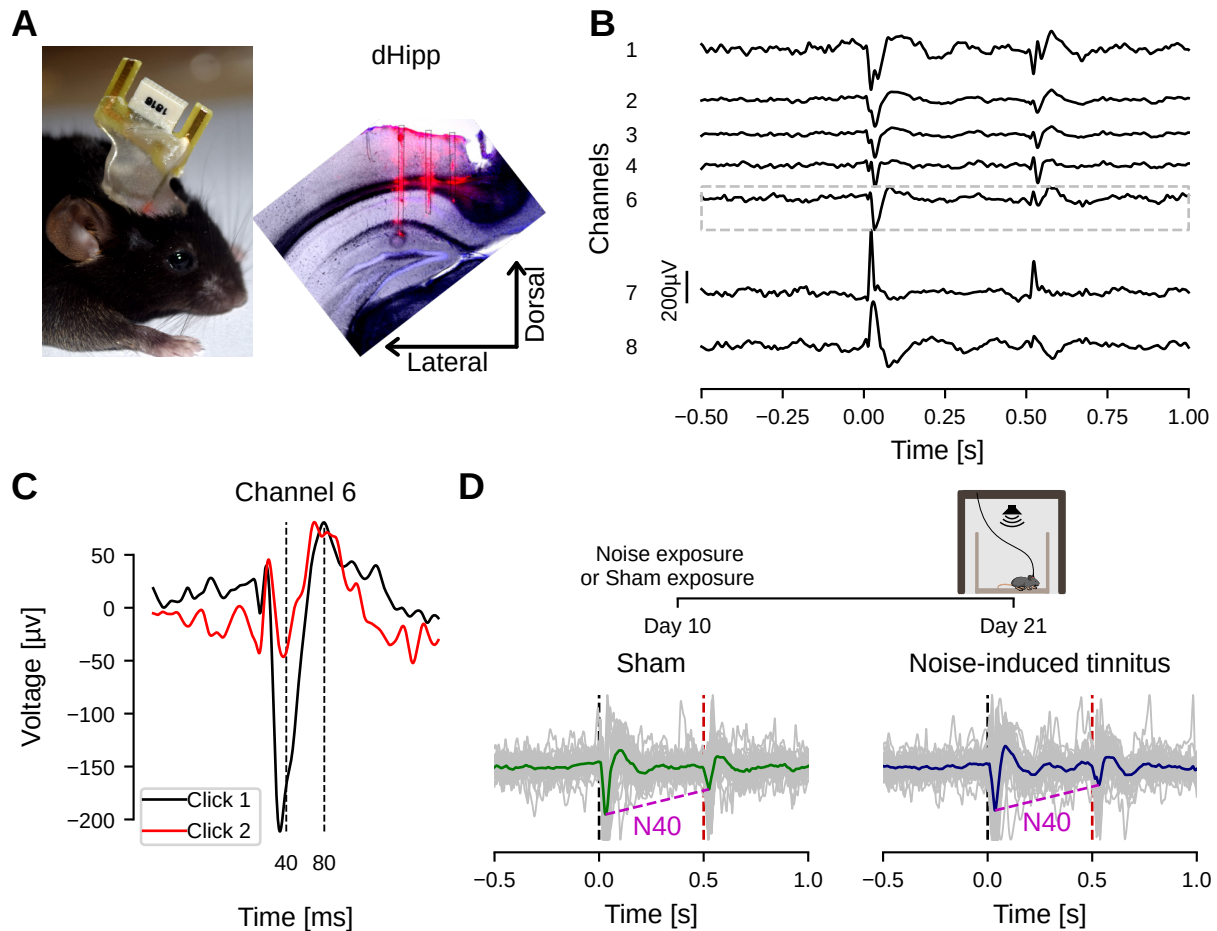 A
dHipp
1816
Dorsal
Lateral
B
Channels
1
2
3
4
6
7
8
200µV
−0.50 −0.25 0.00 0.25 0.50 0.75 1.00
Time [s]
C
Channel 6
Voltage [µv]
50
0
−50
−100
−150
−200
Click 1
Click 2
40 80
Time [ms]
D
Noise exposure
or Sham exposure
Day 10 Day 21
Sham
N40
−0.5 0.0 0.5 1.0
Time [s]
Noise-induced tinnitus
N40
−0.5 0.0 0.5 1.0
Time [s]